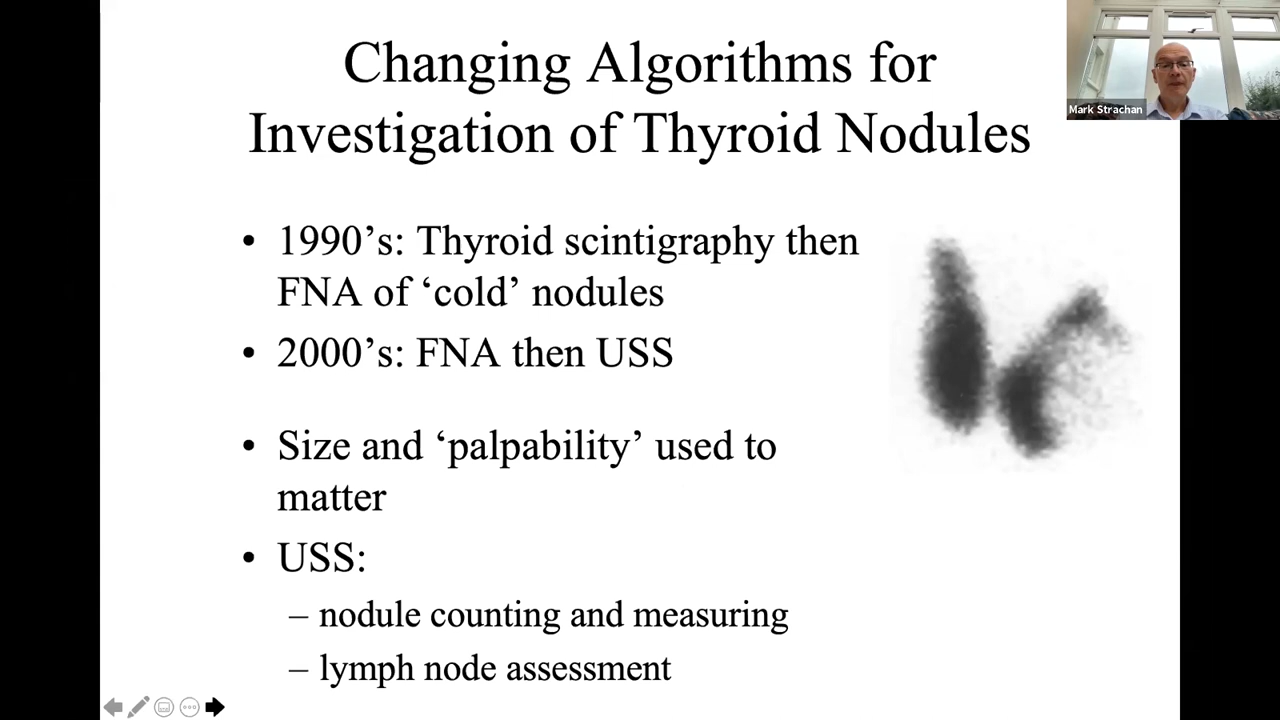 Changing Algorithms for
Investigation of Thyroid Nodules
Mark Strachan
• 1990’s: Thyroid scintigraphy then
FNA of ‘cold’ nodules
• 2000’s: FNA then USS
• Size and ‘palpability’ used to
matter
• USS:
– nodule counting and measuring
– lymph node assessment